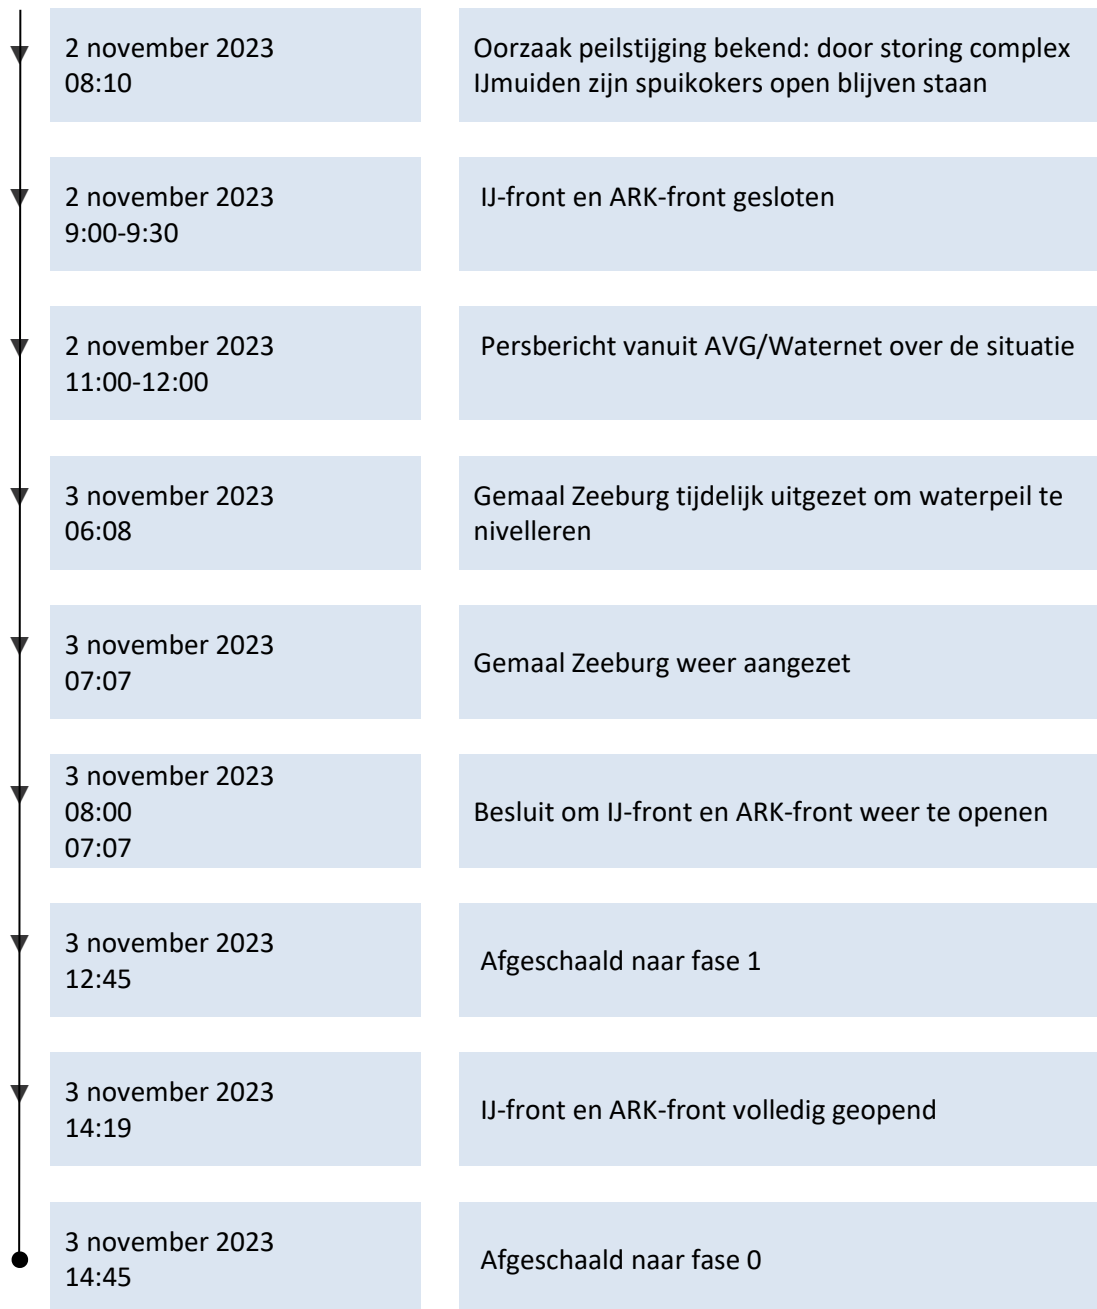 2 november 2023
08:10
Oorzaak peilstijging bekend: door storing complex
IJmuiden zijn spuikokers open blijven staan
2 november 2023
9:00-9:30
IJ-front en ARK-front gesloten
2 november 2023
11:00-12:00
Persbericht vanuit AVG/Waternet over de situatie
3 november 2023
06:08
Gemaal Zeeburg tijdelijk uitgezet om waterpeil te
nivelleren
3 november 2023
07:07
Gemaal Zeeburg weer aangezet
3 november 2023
08:00
07:07
Besluit om IJ-front en ARK-front weer te openen
3 november 2023
12:45
Afgeschaald naar fase 1
3 november 2023
14:19
IJ-front en ARK-front volledig geopend
3 november 2023
14:45
Afgeschaald naar fase 0